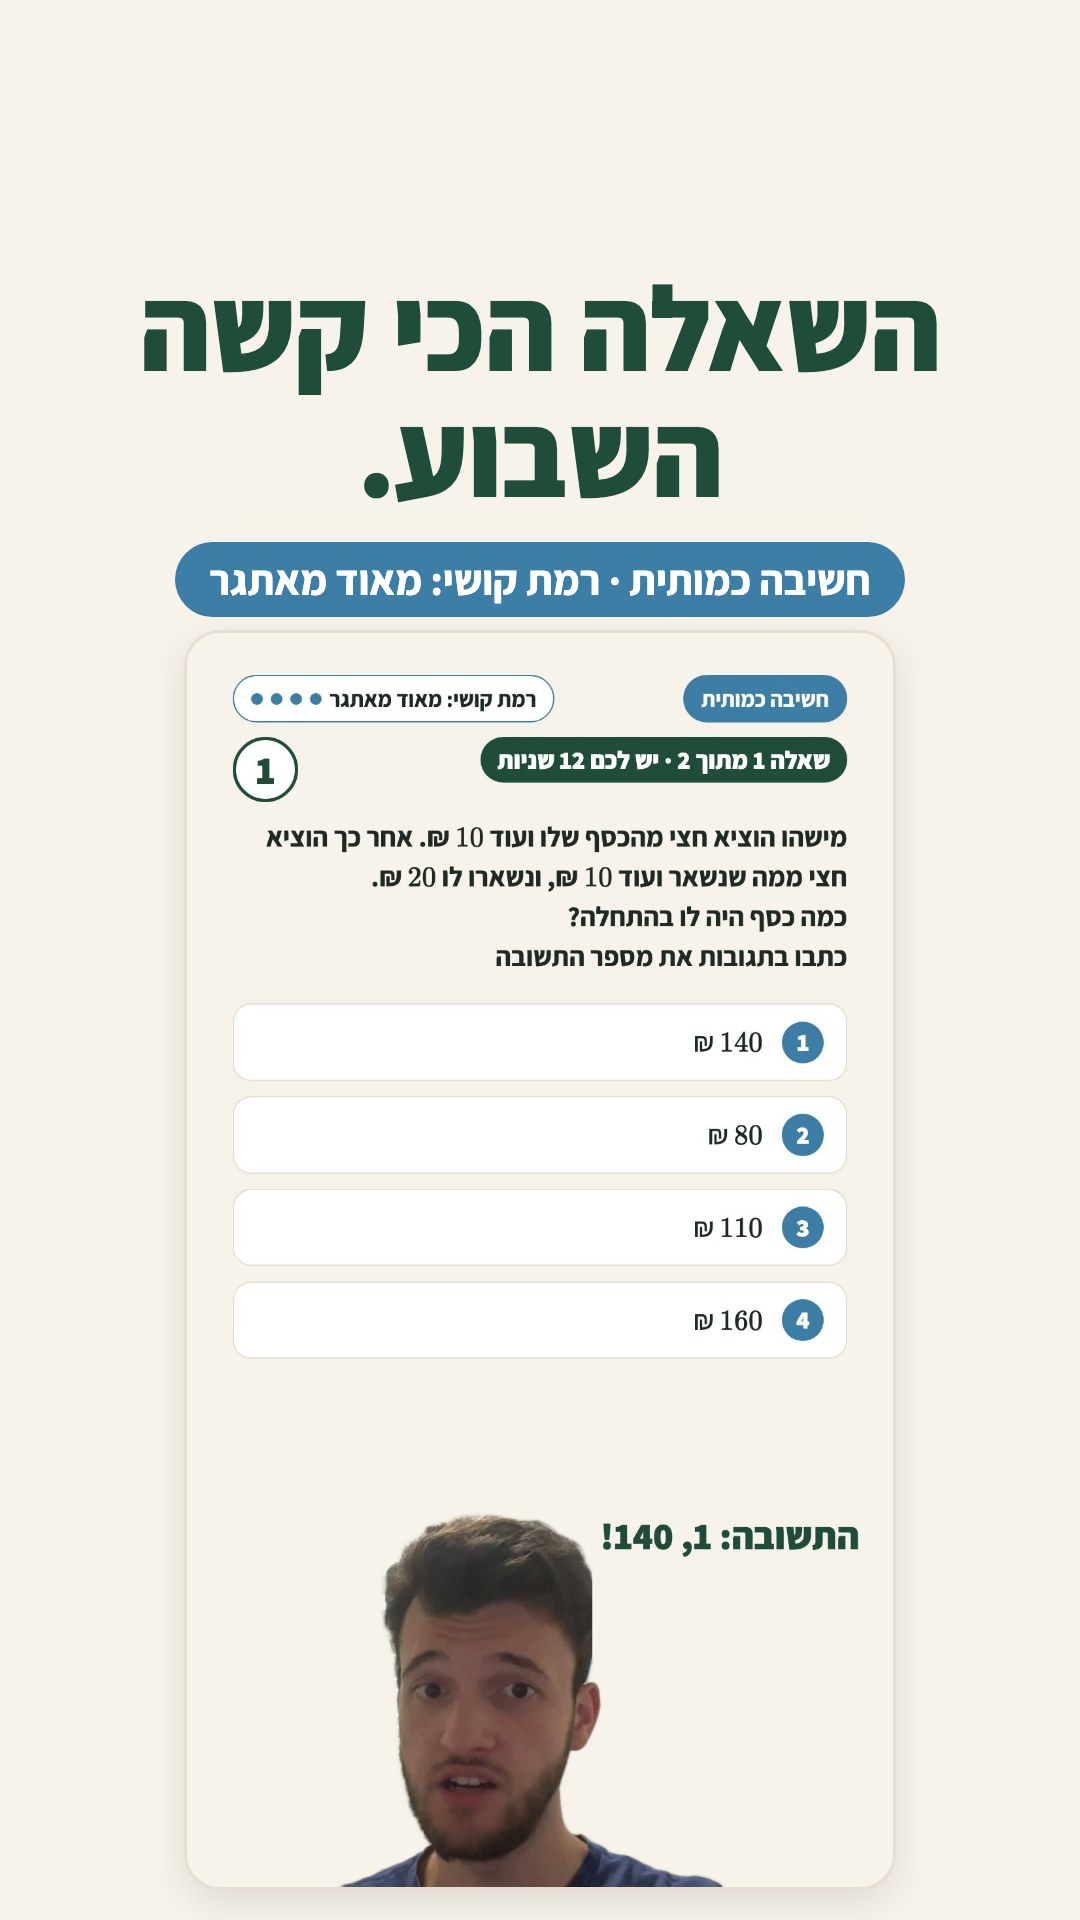 השאלה הכי קשה
השבוע.
חשיבה כמותית · רמת קושי: מאוד מאתגר
חשיבה כמותית
רמת קושי: מאוד מאתגר
שאלה 1 מתוך 2 · יש לכם 12 שניות
1
מישהו הוציא חצי מהכסף שלו ועוד 10 ₪. אחר כך הוציא
חצי ממה שנשאר ועוד 10 ₪, ונשארו לו 20 ₪.
כמה כסף היה לו בהתחלה?
כתבו בתגובות את מספר התשובה
1 140 ₪
2 80 ₪
3 110 ₪
4 160 ₪
התשובה: 1, 140!